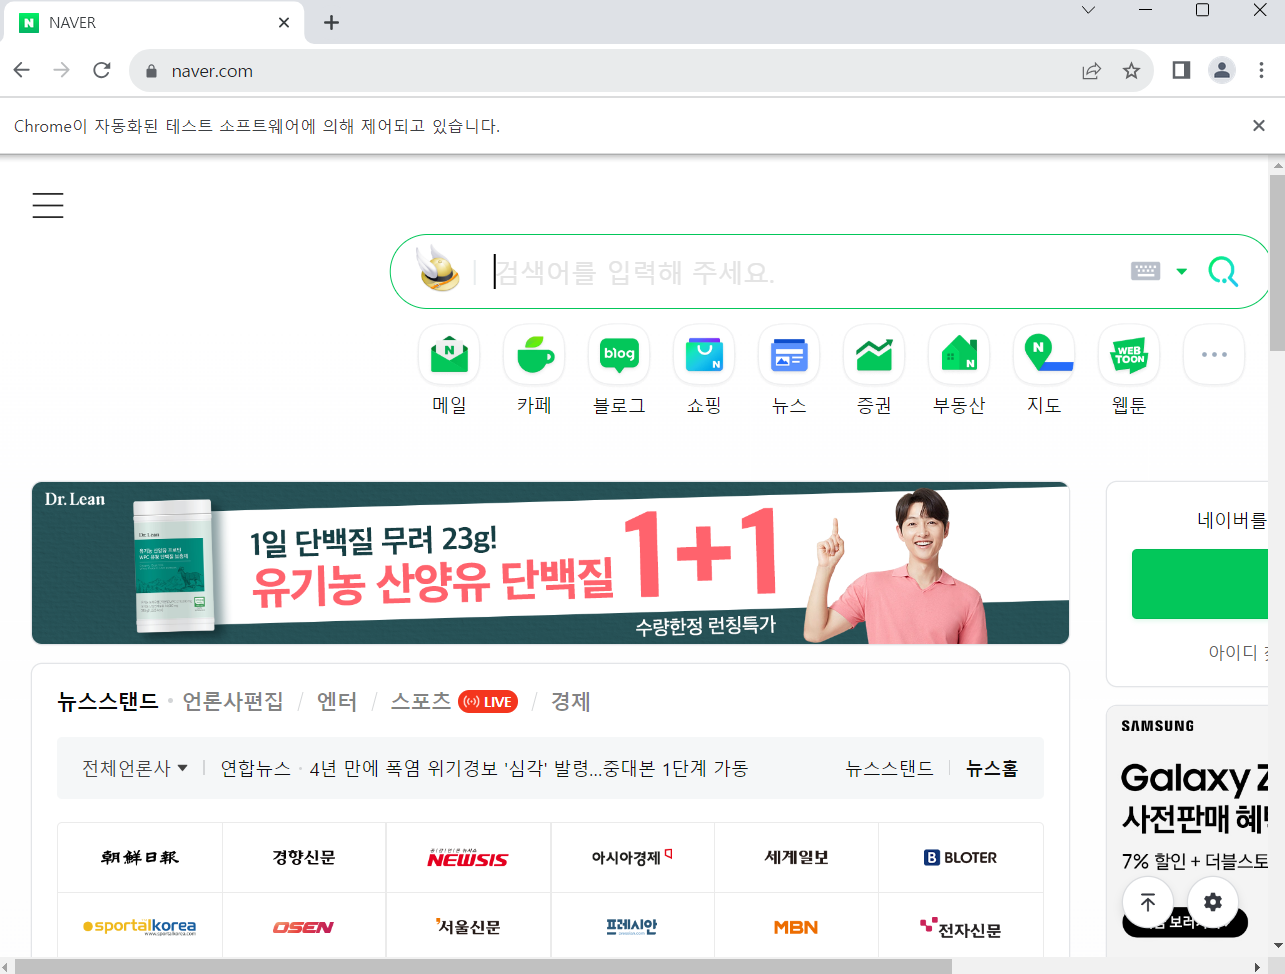 NAVER
naver.com
Chrome이 자동화된 테스트 소프트웨어에 의해 제어되고 있습니다.
검색어를 입력해 주세요.
N
blog
N
N
N
WEB
TOON
메일
카페
블로그
쇼핑
뉴스
증권
부동산
지도
웹툰
Dr. Lean
1일 단백질 무려 23g!
유기농 산양유 단백질
1+1
수량한정 런칭특가
네이버를
아이디
뉴스스탠드
언론사편집
엔터
스포츠
LIVE
경제
전체언론사
연합뉴스
4년 만에 폭염 위기경보 '심각' 발령...중대본 1단계 가동
뉴스스탠드
뉴스홈
SAMSUNG
Galaxy Z
사전판매
7% 할인 + 더블스토
朝鮮日報
경향신문
NEWSIS
아시아경제
세계일보
B BLOTER
sportalkorea
www.sportalkorea.com
OSEN
서울신문
프레시안
MBN
전자신문